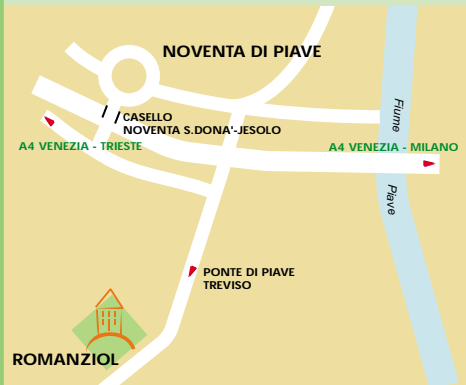 NOVENTA DI PIAVE
Fiume
CASELLO
NOVENTA S.DONA'-JESOLO
A4 VENEZIA - TRIESTE
A4 VENEZIA - MILANO
Piave
PONTE DI PIAVE
TREVISO
ROMANZIOL